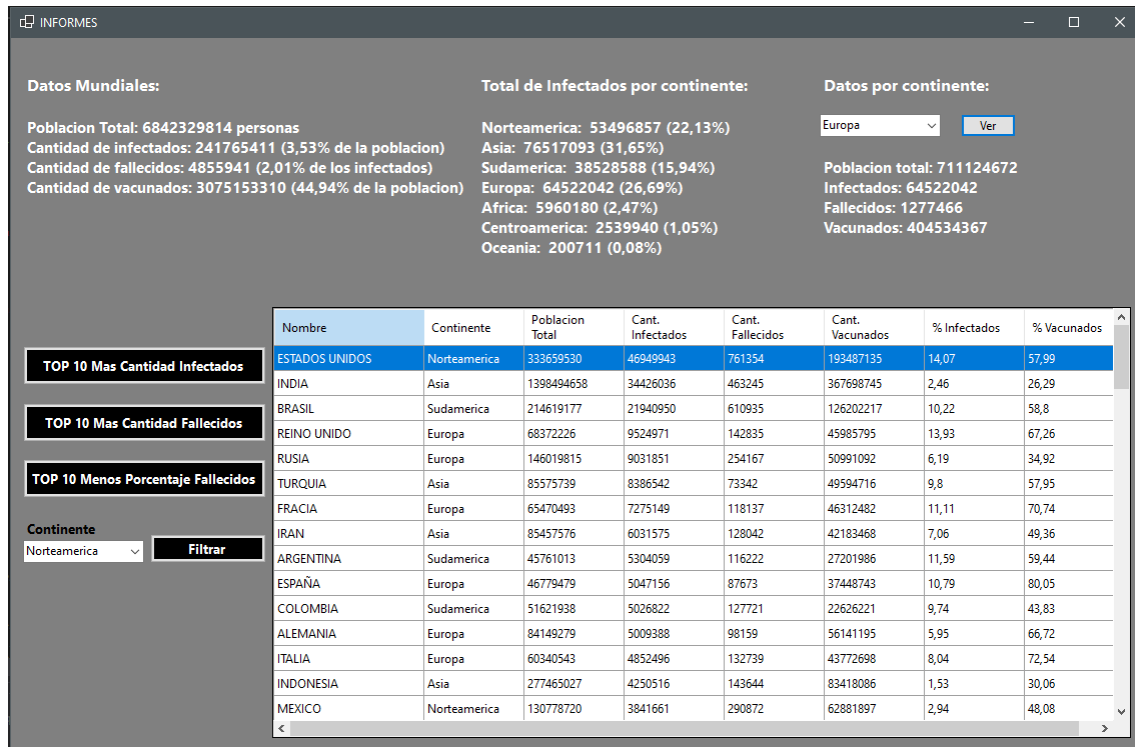 INFORMES
Datos Mundiales:
Poblacion Total: 6842329814 personas
Cantidad de infectados: 241765411 (3,53% de la poblacion)
Cantidad de fallecidos: 4855941 (2,01% de los infectados)
Cantidad de vacunados: 3075153310 (44,94% de la poblacion)
Total de Infectados por continente:
Norteamerica: 53496857 (22,13%)
Asia: 76517093 (31,65%)
Sudamerica: 38528588 (15,94%)
Europa: 64522042 (26,69%)
Africa: 5960180 (2,47%)
Centroamerica: 2539940 (1,05%)
Oceania: 200711 (0,08%)
Datos por continente:
Europa Ver
Poblacion total: 711124672
Infectados: 64522042
Fallecidos: 1277466
Vacunados: 404534367
TOP 10 Mas Cantidad Infectados
TOP 10 Mas Cantidad Fallecidos
TOP 10 Menos Porcentaje Fallecidos
Continente
Norteamerica Filtrar
Nombre Continente Poblacion Total Cant. Infectados Cant. Fallecidos Cant. Vacunados % Infectados % Vacunados
ESTADOS UNIDOS Norteamerica 333659530 46949943 761354 193487135 14,07 57,99
INDIA Asia 1398494658 34426036 463245 367698745 2,46 26,29
BRASIL Sudamerica 214619177 21940950 610935 126202217 10,22 58,8
REINO UNIDO Europa 68372226 9524971 142835 45985795 13,93 67,26
RUSIA Europa 146019815 9031851 254167 50991092 6,19 34,92
TURQUIA Asia 85575739 8386542 73342 49594716 9,8 57,95
FRACIA Europa 65470493 7275149 118137 46312482 11,11 70,74
IRAN Asia 85457576 6031575 128042 42183468 7,06 49,36
ARGENTINA Sudamerica 45761013 5304059 116222 27201986 11,59 59,44
ESPAÑA Europa 46779479 5047156 87673 37448743 10,79 80,05
COLOMBIA Sudamerica 51621938 5026822 127721 22626221 9,74 43,83
ALEMANIA Europa 84149279 5009388 98159 56141195 5,95 66,72
ITALIA Europa 60340543 4852496 132739 43772698 8,04 72,54
INDONESIA Asia 277465027 4250516 143644 83418086 1,53 30,06
MEXICO Norteamerica 130778720 3841661 290872 62881897 2,94 48,08